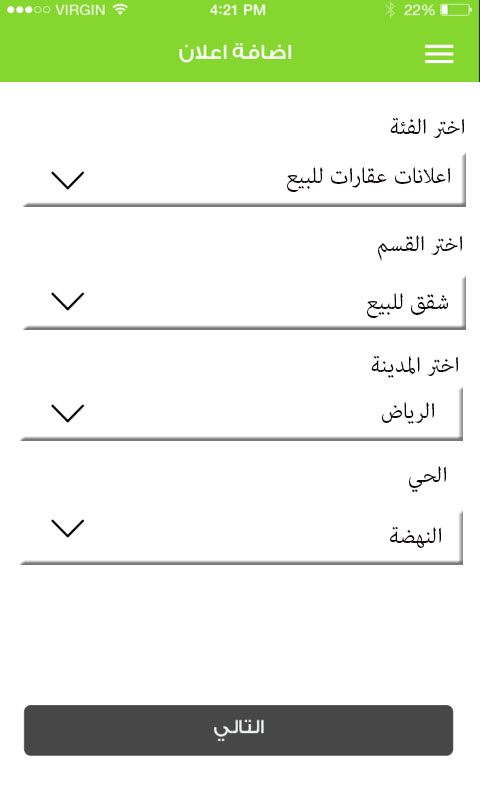 VIRGIN 4:21 PM 22%
اضافة اعلان
اختر الفئة
اعلانات عقارات للبيع
اختر القسم
شقق للبيع
اختر المدينة
الرياض
الحي
النهضة
التالي